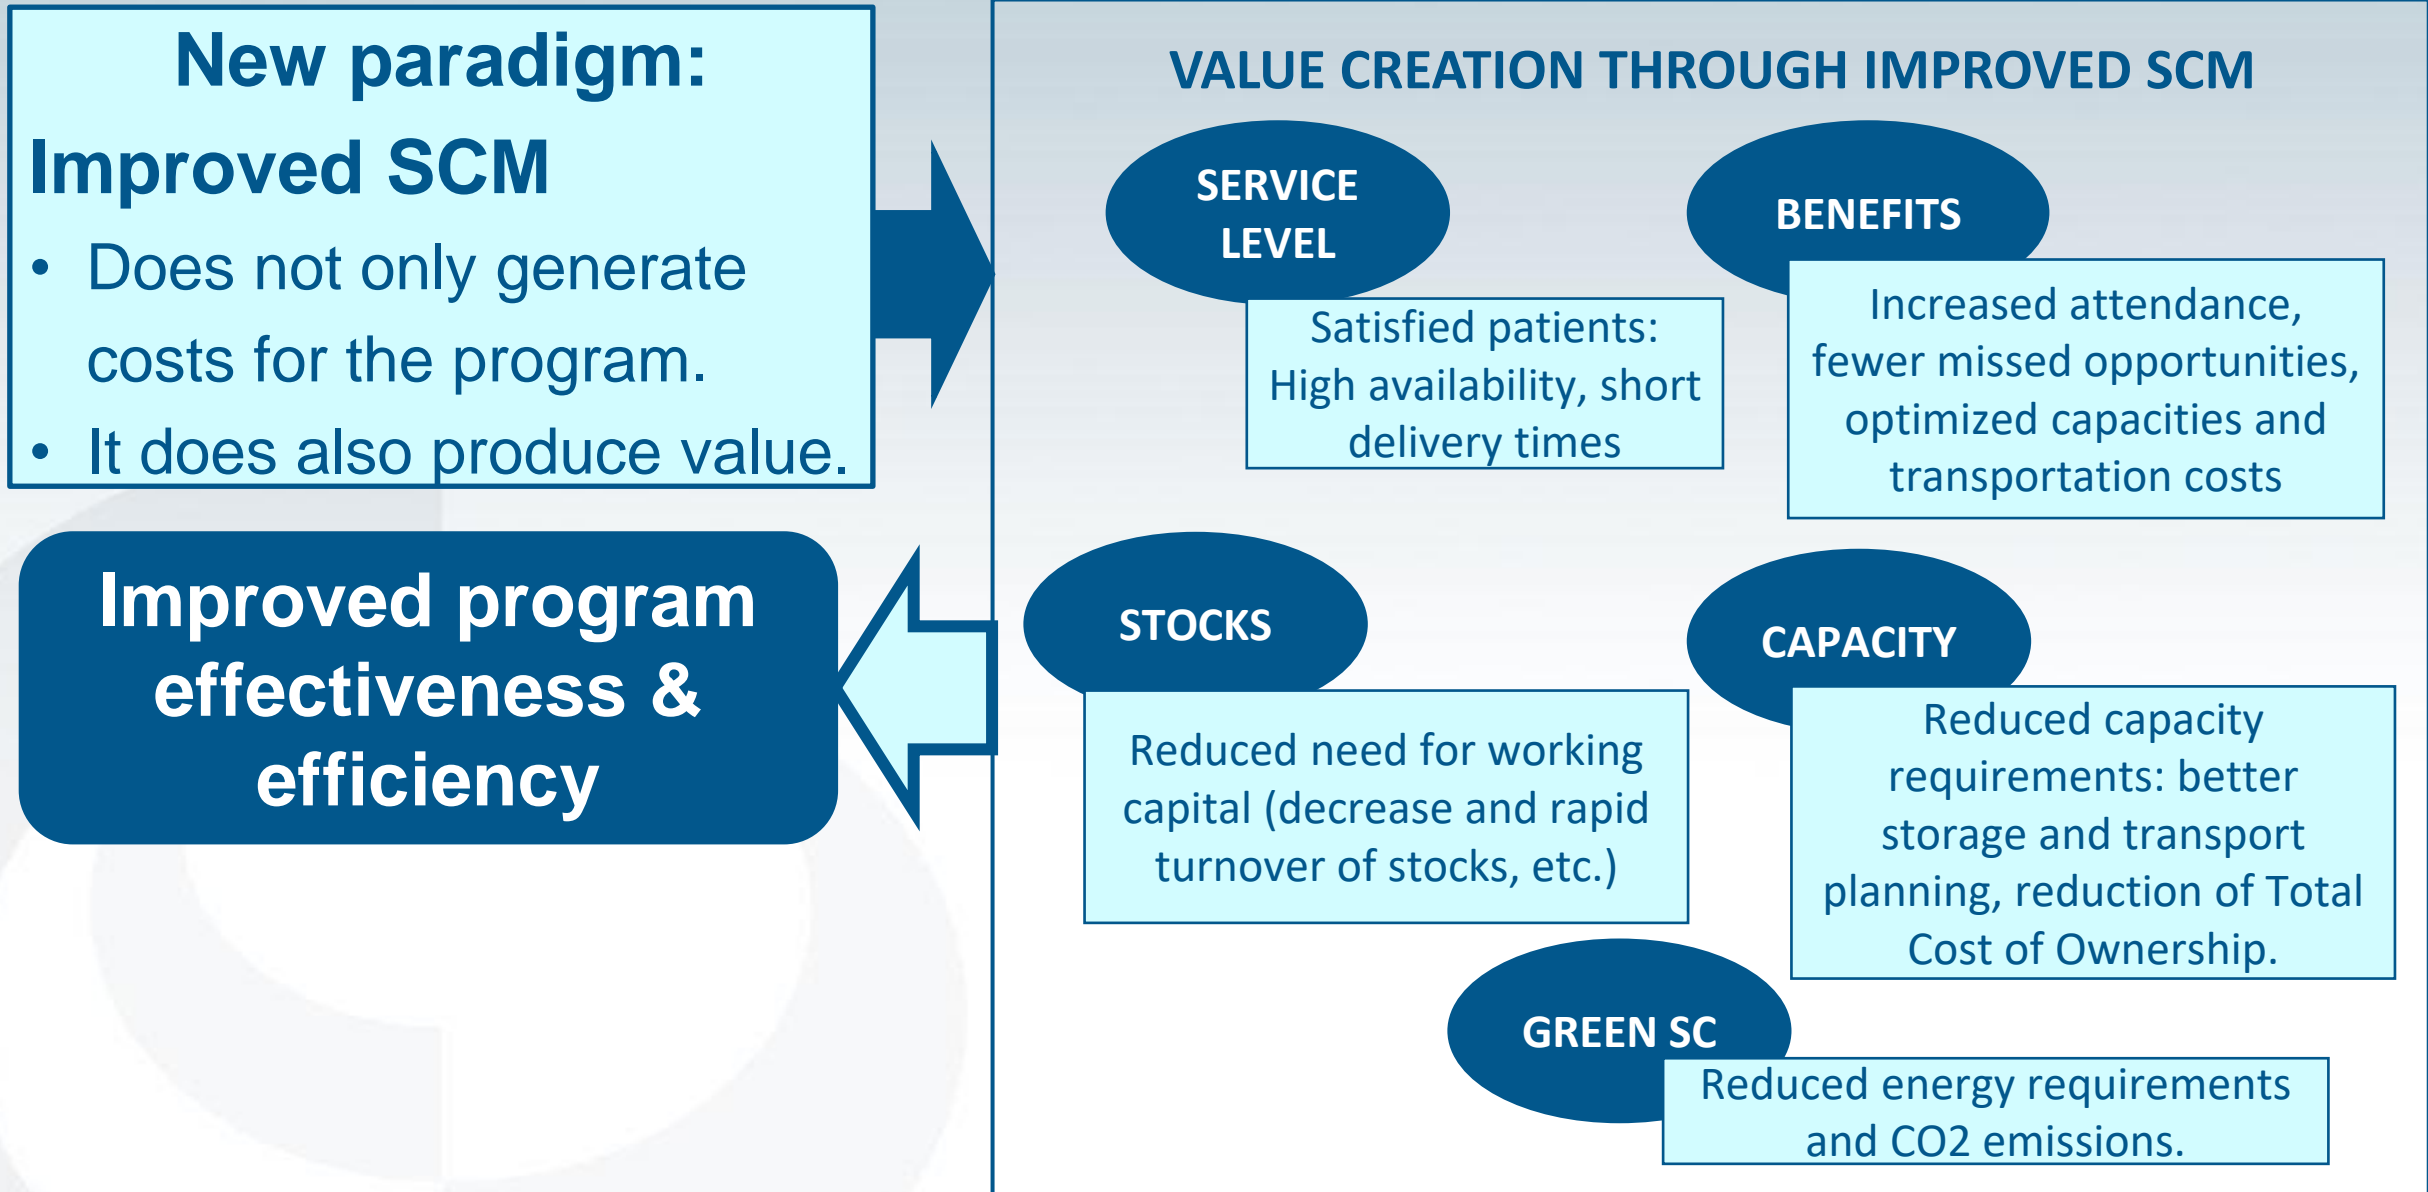 New paradigm:
Improved SCM
• Does not only generate
costs for the program.
• It does also produce value.
Improved program
effectiveness &
efficiency
VALUE CREATION THROUGH IMPROVED SCM
SERVICE
LEVEL
Satisfied patients:
High availability, short
delivery times
BENEFITS
Increased attendance,
fewer missed opportunities,
optimized capacities and
transportation costs
STOCKS
Reduced need for working
capital (decrease and rapid
turnover of stocks, etc.)
CAPACITY
Reduced capacity
requirements: better
storage and transport
planning, reduction of Total
Cost of Ownership.
GREEN SC
Reduced energy requirements
and CO2 emissions.